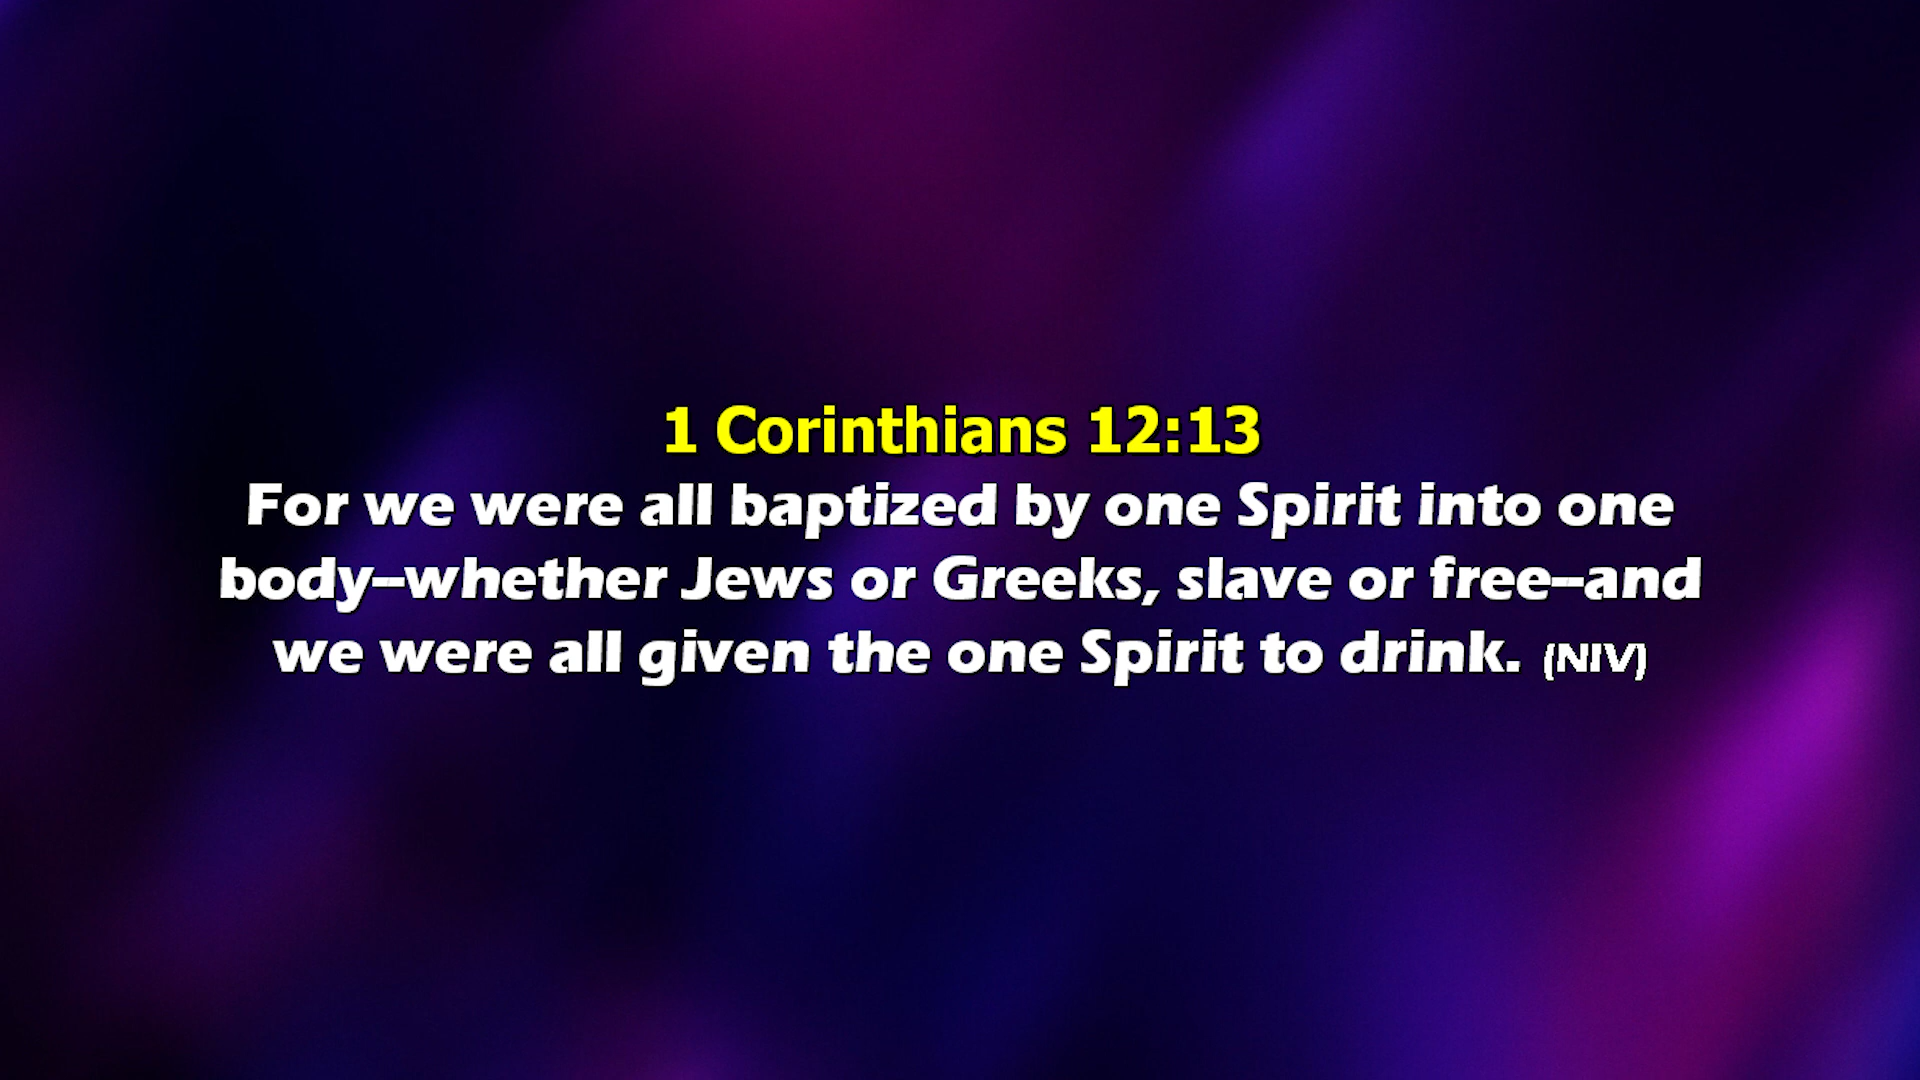 1 Corinthians 12:13
For we were all baptized by one Spirit into one
body--whether Jews or Greeks, slave or free--and
we were all given the one Spirit to drink. (NIV)